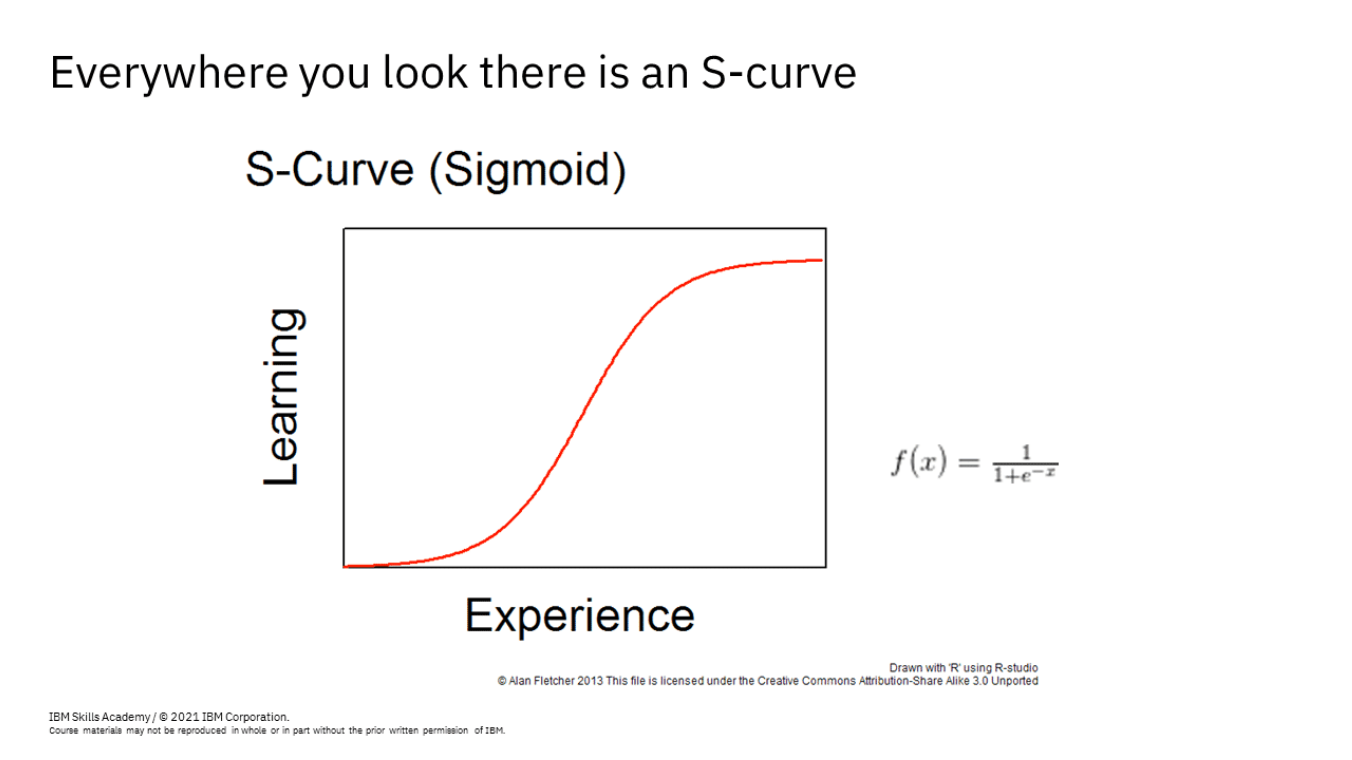 Everywhere you look there is an S-curve
S-Curve (Sigmoid)
Learning
f(x) = 1/(1+e^{-x})
Experience
Drawn with 'R' using R-studio
© Alan Fletcher 2013 This file is licensed under the Creative Commons Attribution-Share Alike 3.0 Unported
IBM Skills Academy / © 2021 IBM Corporation.
Course materials may not be reproduced in whole or in part without the prior written permission of IBM.